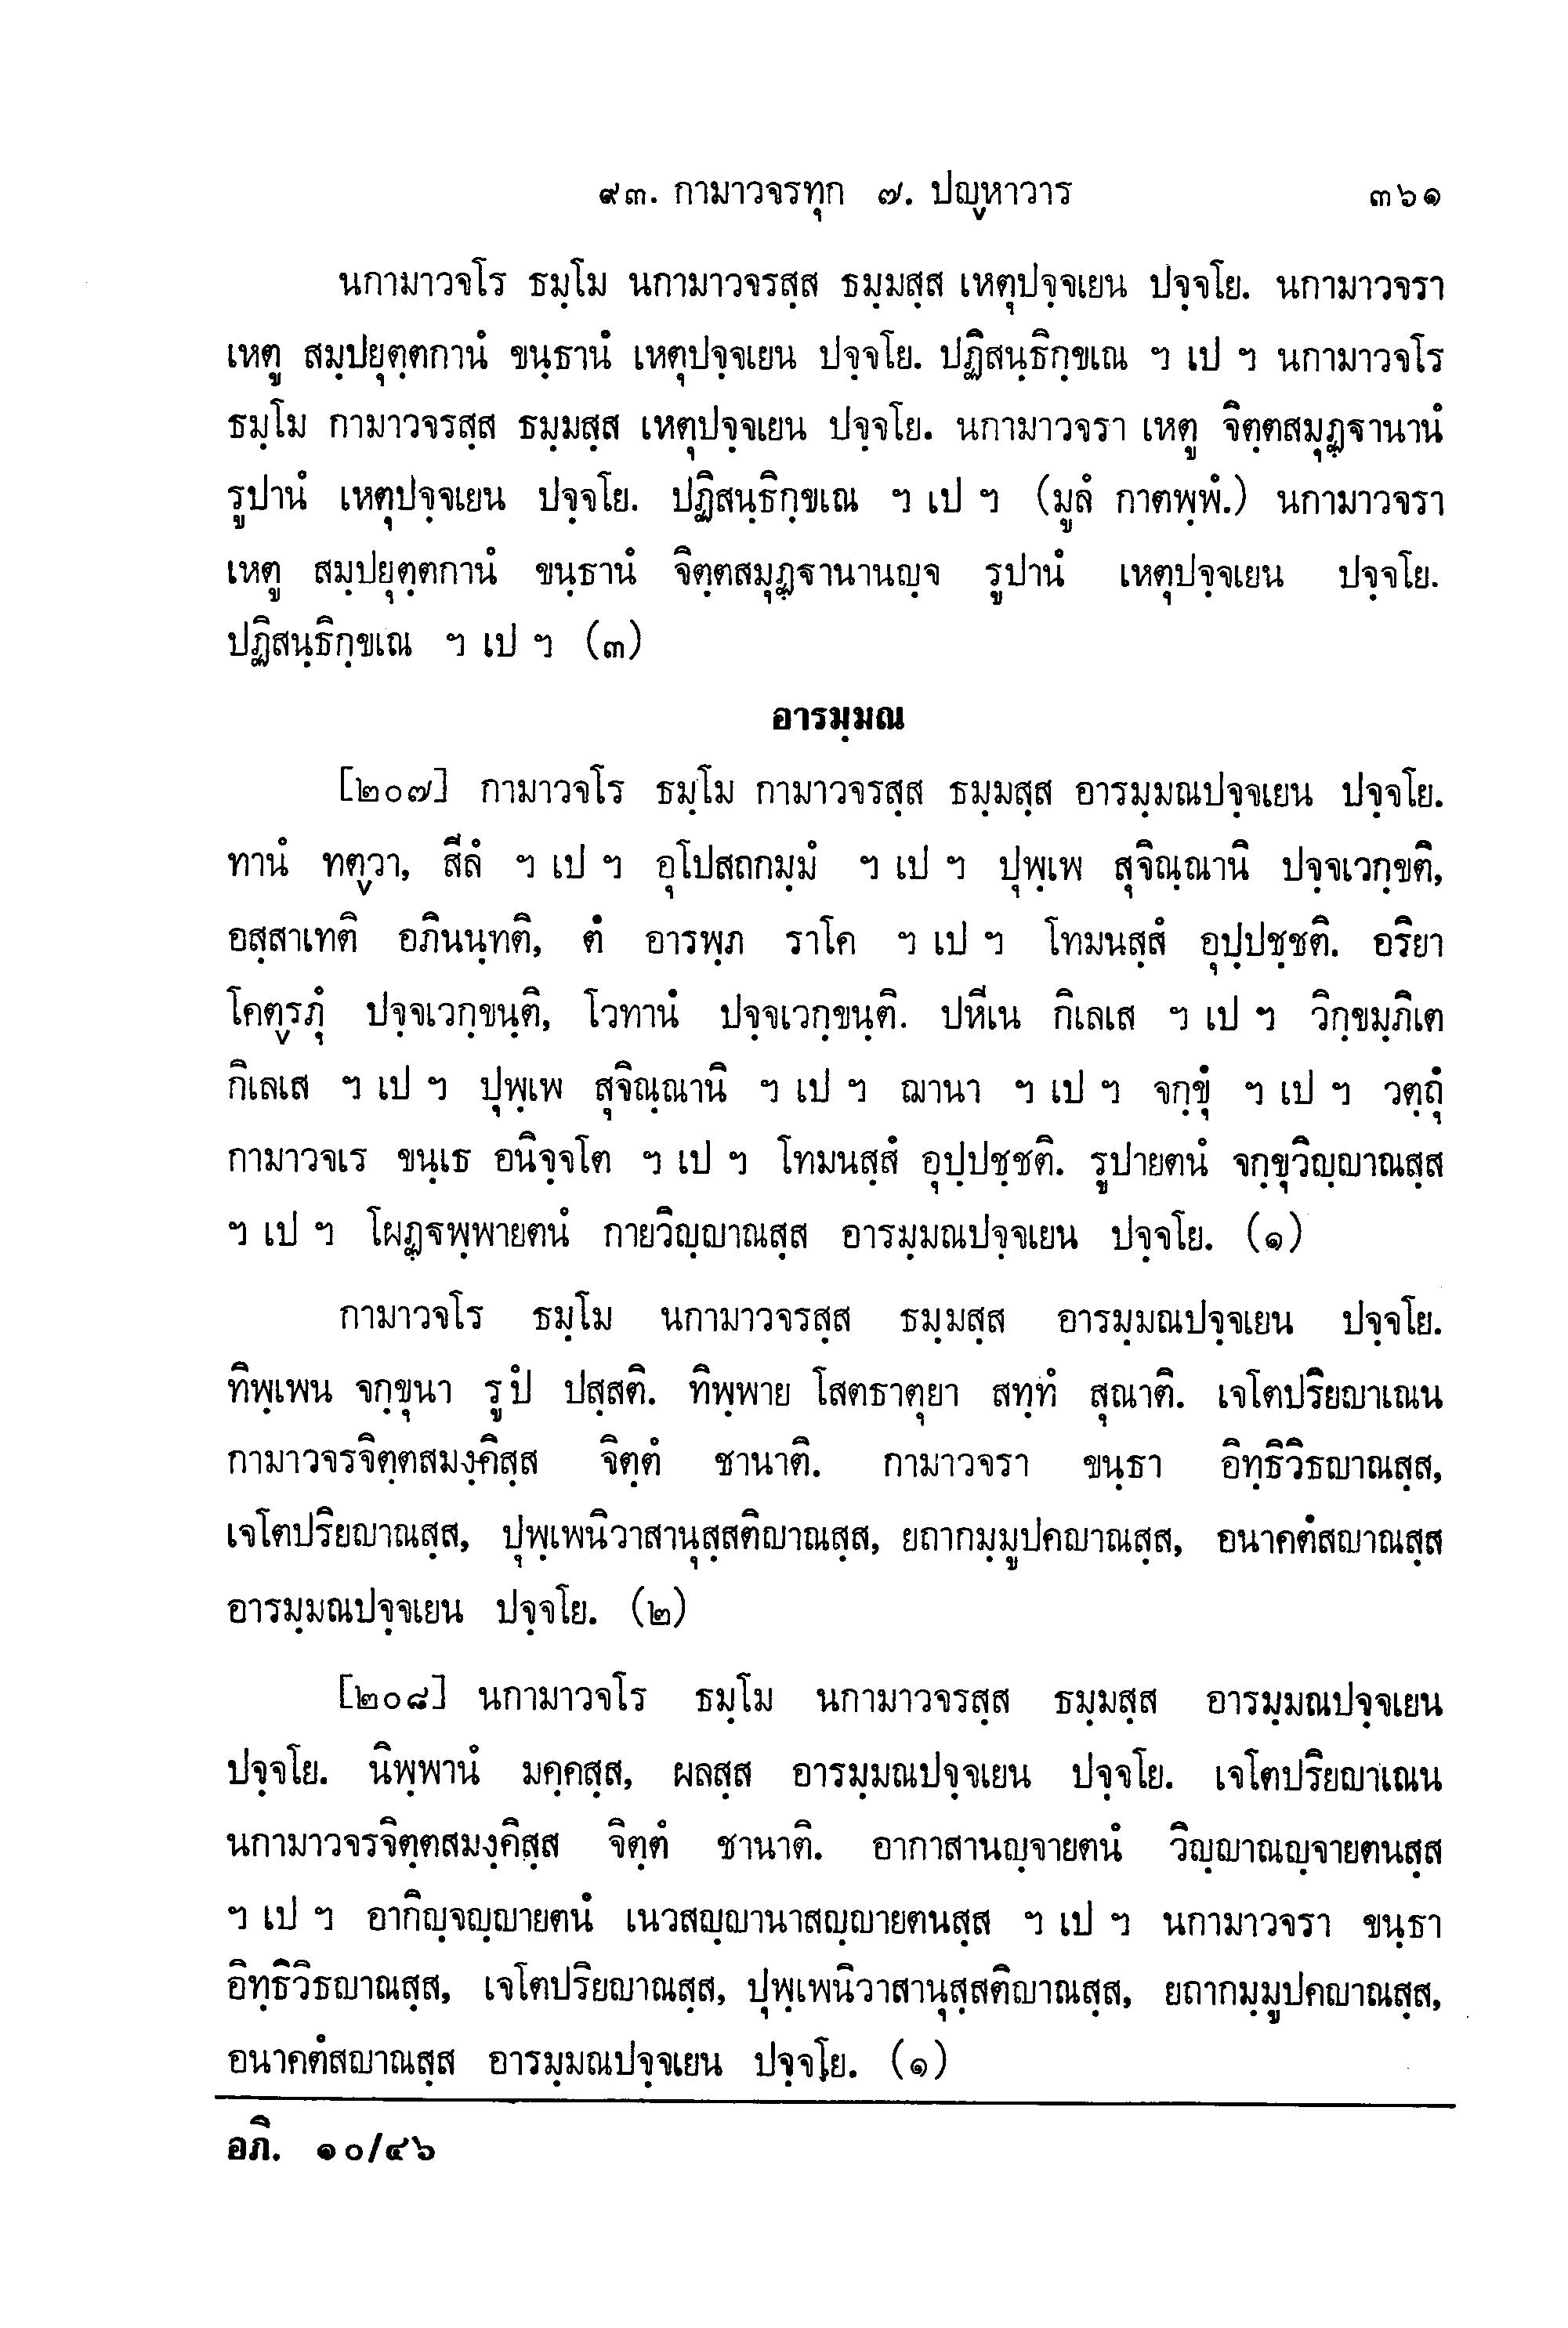 ๙๓. กามาวจรทุก ๗. ปญฺหาวาร ๓๖๑
นกามาวจโร ธมฺโม นกามาวจรสฺส ธมฺมสฺส เหตุปจฺจเยน ปจฺจโย. นกามาวจรา
เหตู สมฺปยุตฺตกานํ ขนฺธานํ เหตุปจฺจเยน ปจฺจโย. ปฏิสนฺธิกฺขเณ ฯ เป ฯ นกามาวจโร
ธมฺโม กามาวจรสฺส ธมฺมสฺส เหตุปจฺจเยน ปจฺจโย. นกามาวจรา เหตู จิตฺตสมุฏฺฐานานํ
รูปานํ เหตุปจฺจเยน ปจฺจโย. ปฏิสนฺธิกฺขเณ ฯ เป ฯ (มูลํ กาตพฺพํ.) นกามาวจรา
เหตู สมฺปยุตฺตกานํ ขนฺธานํ จิตฺตสมุฏฺฐานานญฺจ รูปานํ เหตุปจฺจเยน ปจฺจโย.
ปฏิสนฺธิกฺขเณ ฯ เป ฯ (๓)
อารมฺมณ
[๒๐๗] กามาวจโร ธมฺโม กามาวจรสฺส ธมฺมสฺส อารมฺมณปจฺจเยน ปจฺจโย.
ทานํ ทตฺวา, สีลํ ฯ เป ฯ อุโปสถกมฺมํ ฯ เป ฯ ปุพฺเพ สุจิณฺณานิ ปจฺจเวกฺขติ,
อสฺสาเทติ อภินนฺทติ, ตํ อารพฺภ ราโค ฯ เป ฯ โทมนสฺสํ อุปฺปชฺชติ. อริยา
โคตฺรภุํ ปจฺจเวกฺขนฺติ, โวทานํ ปจฺจเวกฺขนฺติ. ปหีเน กิเลเส ฯ เป ฯ วิกฺขมฺภิเต
กิเลเส ฯ เป ฯ ปุพฺเพ สุจิณฺณานิ ฯ เป ฯ ฌานา ฯ เป ฯ จกฺขุํ ฯ เป ฯ วตฺถุํ
กามาวจเร ขนฺเธ อนิจฺจโต ฯ เป ฯ โทมนสฺสํ อุปฺปชฺชติ. รูปายตนํ จกฺขุวิญฺญาณสฺส
ฯ เป ฯ โผฏฺฐพฺพายตนํ กายวิญฺญาณสฺส อารมฺมณปจฺจเยน ปจฺจโย. (๑)
กามาวจโร ธมฺโม นกามาวจรสฺส ธมฺมสฺส อารมฺมณปจฺจเยน ปจฺจโย.
ทิพฺเพน จกฺขุนา รูปํ ปสฺสติ. ทิพฺพาย โสตธาตุยา สทฺทํ สุณาติ. เจโตปริยญาเณน
กามาวจรจิตฺตสมงฺคิสฺส จิตฺตํ ชานาติ. กามาวจรา ขนฺธา อิทฺธิวิธญาณสฺส,
เจโตปริยญาณสฺส, ปุพฺเพนิวาสานุสฺสติญาณสฺส, ยถากมฺมูปคญาณสฺส, อนาคตํสญาณสฺส
อารมฺมณปจฺจเยน ปจฺจโย. (๒)
[๒๐๘] นกามาวจโร ธมฺโม นกามาวจรสฺส ธมฺมสฺส อารมฺมณปจฺจเยน
ปจฺจโย. นิพฺพานํ มคฺคสฺส, ผลสฺส อารมฺมณปจฺจเยน ปจฺจโย. เจโตปริยญาเณน
นกามาวจรจิตฺตสมงฺคิสฺส จิตฺตํ ชานาติ. อากาสานญฺจายตนํ วิญฺญาณญฺจายตนสฺส
ฯ เป ฯ อากิญฺจญฺญายตนํ เนวสญฺญานาสญฺญายตนสฺส ฯ เป ฯ นกามาวจรา ขนฺธา
อิทฺธิวิธญาณสฺส, เจโตปริยญาณสฺส, ปุพฺเพนิวาสานุสฺสติญาณสฺส, ยถากมฺมูปคญาณสฺส,
อนาคตํสญาณสฺส อารมฺมณปจฺจเยน ปจฺจโย. (๑)
อภิ. ๑๐/๔๖